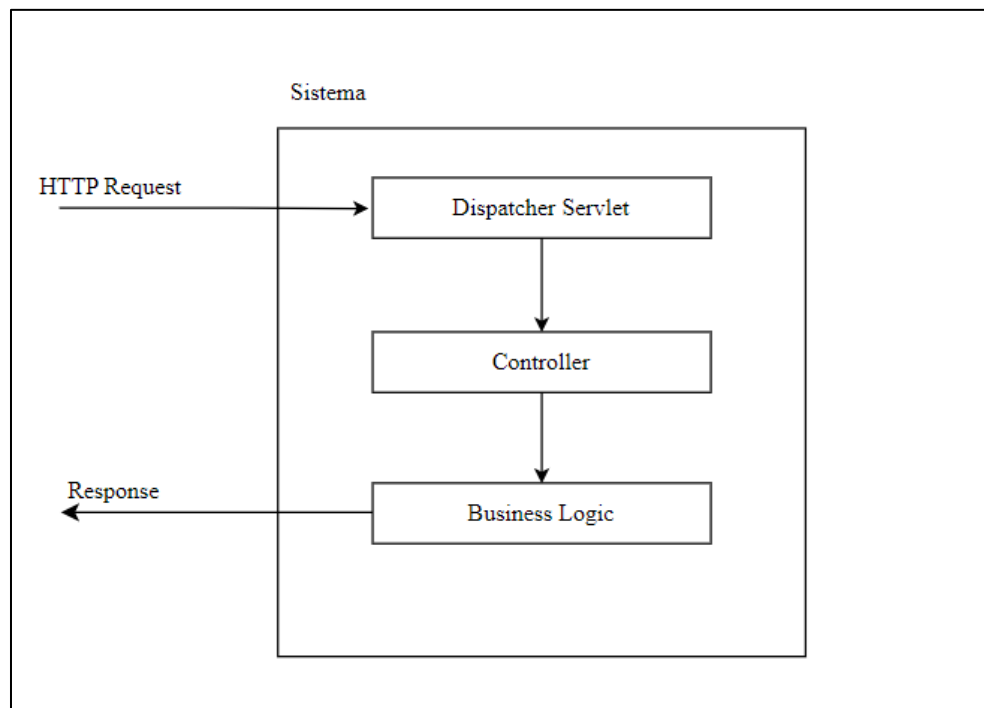 Sistema
HTTP Request
Dispatcher Servlet
Controller
Response
Business Logic